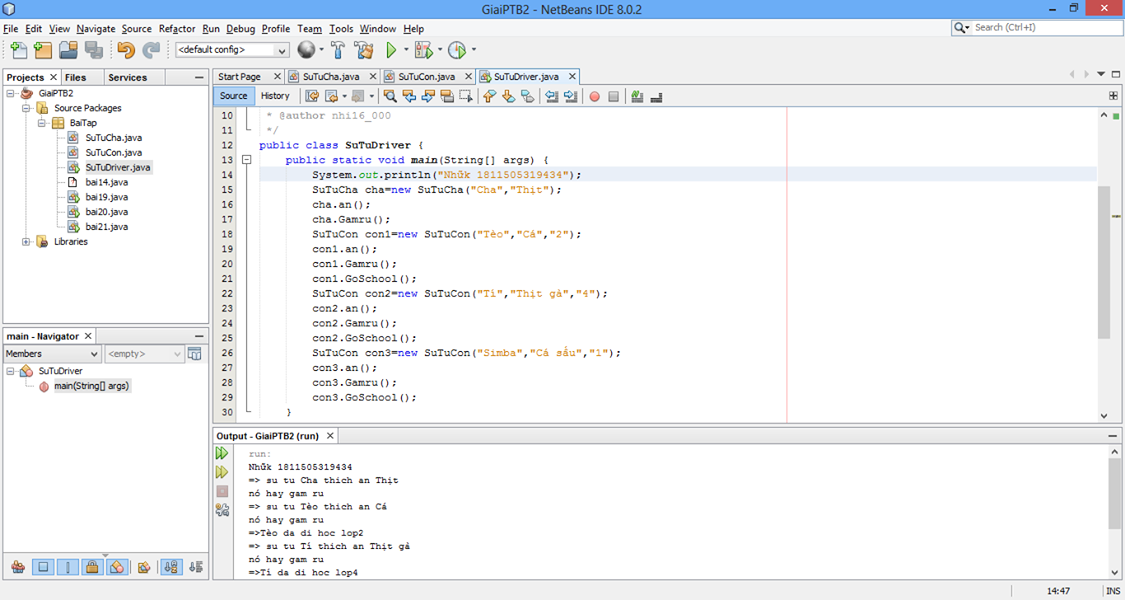 GiaiPTB2 - NetBeans IDE 8.0.2
File Edit View Navigate Source Refactor Run Debug Profile Team Tools Window Help
Search (Ctrl+I)
<default config>
Projects Files Services
Start Page SuTuCha.java SuTuCon.java SuTuDriver.java
Source History
GiaiPTB2
Source Packages
BaiTap
SuTuCha.java
SuTuCon.java
SuTuDriver.java
bai14.java
bai19.java
bai20.java
bai21.java
Libraries
10 * @author nhi16_000
11 */
12 public class SuTuDriver {
13 public static void main(String[] args) {
14 System.out.println("Nhữk 1811505319434");
15 SuTuCha cha=new SuTuCha("Cha","Thịt");
16 cha.an();
17 cha.Gamru();
18 SuTuCon con1=new SuTuCon("Tèo","Cá","2");
19 con1.an();
20 con1.Gamru();
21 con1.GoSchool();
22 SuTuCon con2=new SuTuCon("Tí","Thịt gà","4");
23 con2.an();
24 con2.Gamru();
25 con2.GoSchool();
26 SuTuCon con3=new SuTuCon("Simba","Cá sấu","1");
27 con3.an();
28 con3.Gamru();
29 con3.GoSchool();
30 }
main - Navigator
Members <empty>
SuTuDriver
main(String[] args)
Output - GiaiPTB2 (run)
run:
Nhữk 1811505319434
=> su tu Cha thich an Thịt
nó hay gam ru
=> su tu Tèo thich an Cá
nó hay gam ru
=>Tèo da di hoc lop2
=> su tu Tí thich an Thịt gà
nó hay gam ru
=>Tí da di hoc lop4
14:47 INS